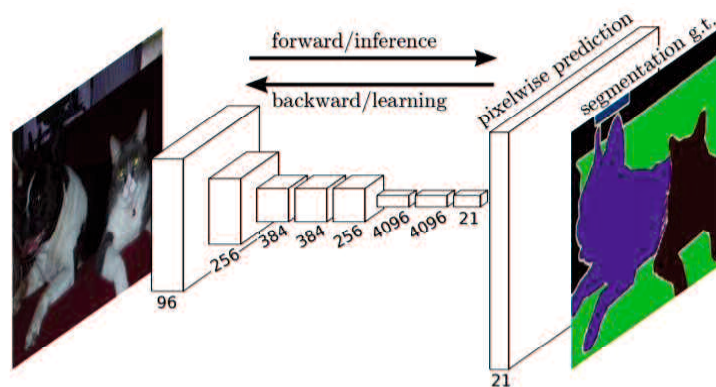 forward/inference
backward/learning
pixelwise prediction
segmentation g.t.
96
256
384
384
256
4096
4096
21
21